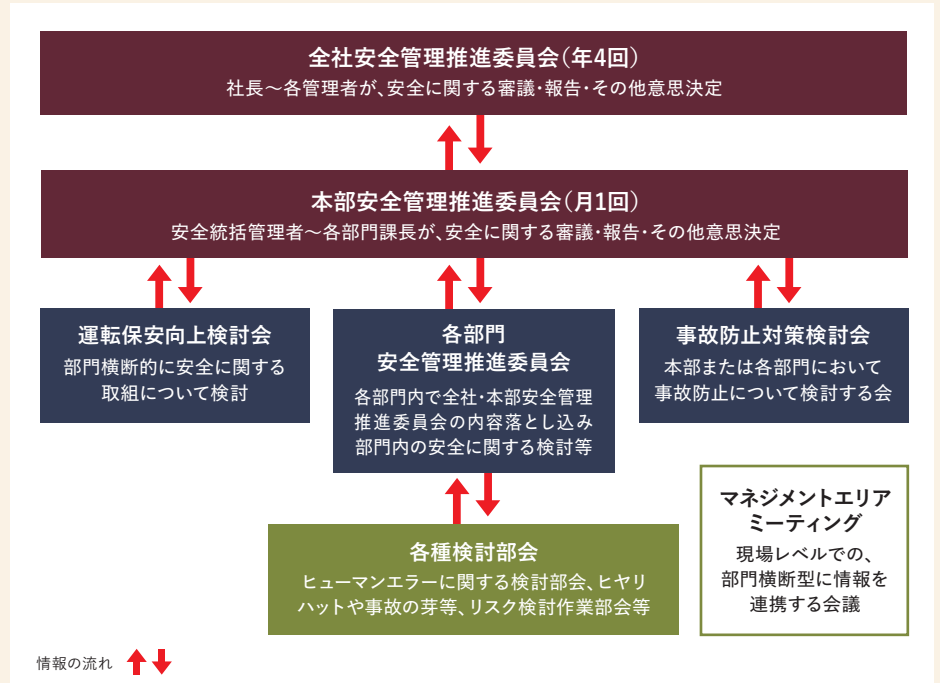 全社安全管理推進委員会（年4回）
社長～各管理者が、安全に関する審議・報告・その他意思決定
本部安全管理推進委員会（月1回）
安全統括管理者～各部門課長が、安全に関する審議・報告・その他意思決定
運転保安向上検討会
部門横断的に安全に関する
取組について検討
各部門
安全管理推進委員会
各部門内で全社・本部安全管理
推進委員会の内容落とし込み
部門内の安全に関する検討等
事故防止対策検討会
本部または各部門において
事故防止について検討する会
各種検討部会
ヒューマンエラーに関する検討部会、ヒヤリ
ハットや事故の芽等、リスク検討作業部会等
マネジメントエリア
ミーティング
現場レベルでの、
部門横断型に情報を
連携する会議
情報の流れ